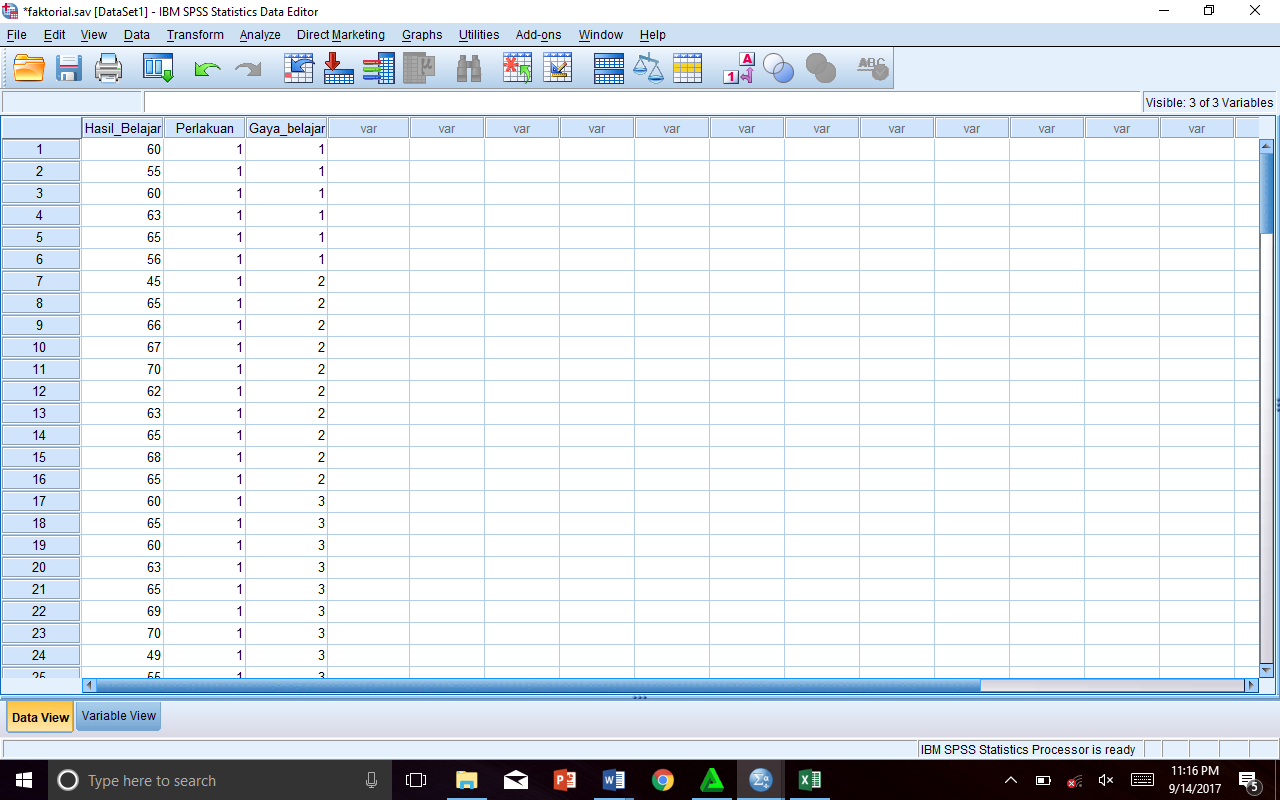 *faktorial.sav [DataSet1] - IBM SPSS Statistics Data Editor
File Edit View Data Transform Analyze Direct Marketing Graphs Utilities Add-ons Window Help
Visible: 3 of 3 Variables
Hasil_Belajar Perlakuan Gaya_belajar var var var var var var var var var var var var
1 60 1 1
2 55 1 1
3 60 1 1
4 63 1 1
5 65 1 1
6 56 1 1
7 45 1 2
8 65 1 2
9 66 1 2
10 67 1 2
11 70 1 2
12 62 1 2
13 63 1 2
14 65 1 2
15 68 1 2
16 65 1 2
17 60 1 3
18 65 1 3
19 60 1 3
20 63 1 3
21 65 1 3
22 69 1 3
23 70 1 3
24 49 1 3
25 66 1 3
Data View Variable View
IBM SPSS Statistics Processor is ready
Type here to search
11:16 PM
9/14/2017
5